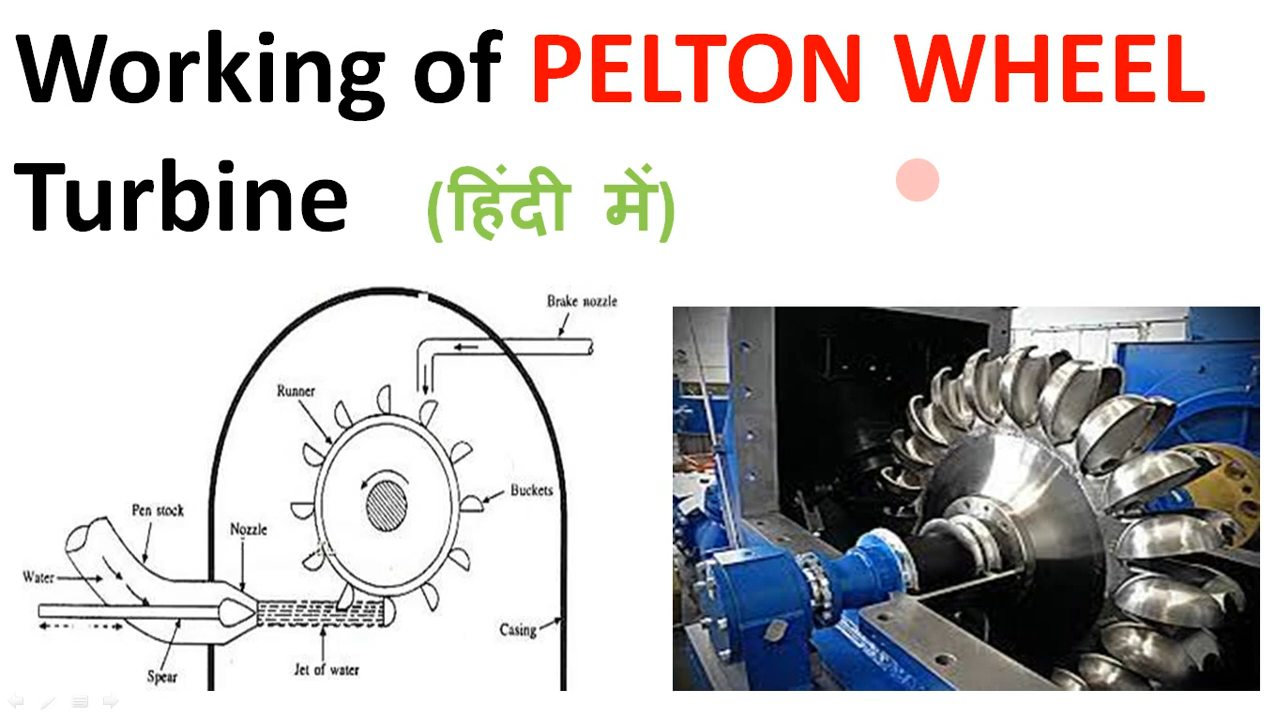 Working of PELTON WHEEL
Turbine (हिंदी में)
Brake nozzle
Runner
Buckets
Pen stock
Nozzle
Water
Casing
Spear
Jet of water